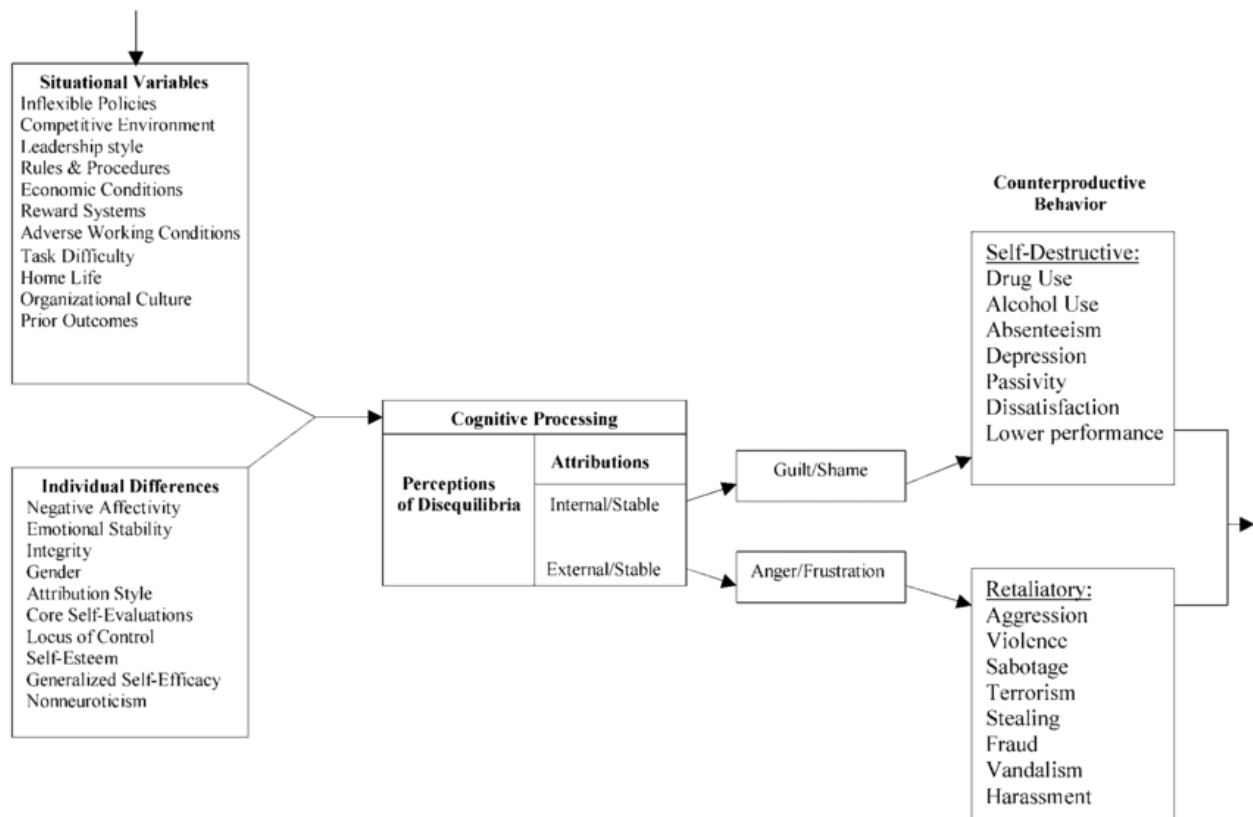 Situational Variables
Inflexible Policies
Competitive Environment
Leadership style
Rules & Procedures
Economic Conditions
Reward Systems
Adverse Working Conditions
Task Difficulty
Home Life
Organizational Culture
Prior Outcomes
Individual Differences
Negative Affectivity
Emotional Stability
Integrity
Gender
Attribution Style
Core Self-Evaluations
Locus of Control
Self-Esteem
Generalized Self-Efficacy
Nonneuroticism
Cognitive Processing
Perceptions
of Disequilibria
Attributions
Internal/Stable
External/Stable
Guilt/Shame
Anger/Frustration
Counterproductive
Behavior
Self-Destructive:
Drug Use
Alcohol Use
Absenteeism
Depression
Passivity
Dissatisfaction
Lower performance
Retaliatory:
Aggression
Violence
Sabotage
Terrorism
Stealing
Fraud
Vandalism
Harassment